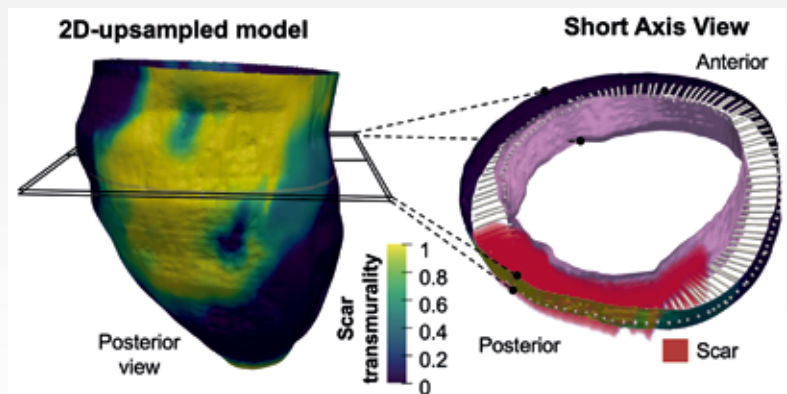 2D-upsampled model
Short Axis View
Anterior
Posterior
view
Scar
transmurality
1
0.8
0.6
0.4
0.2
0
Posterior
Scar